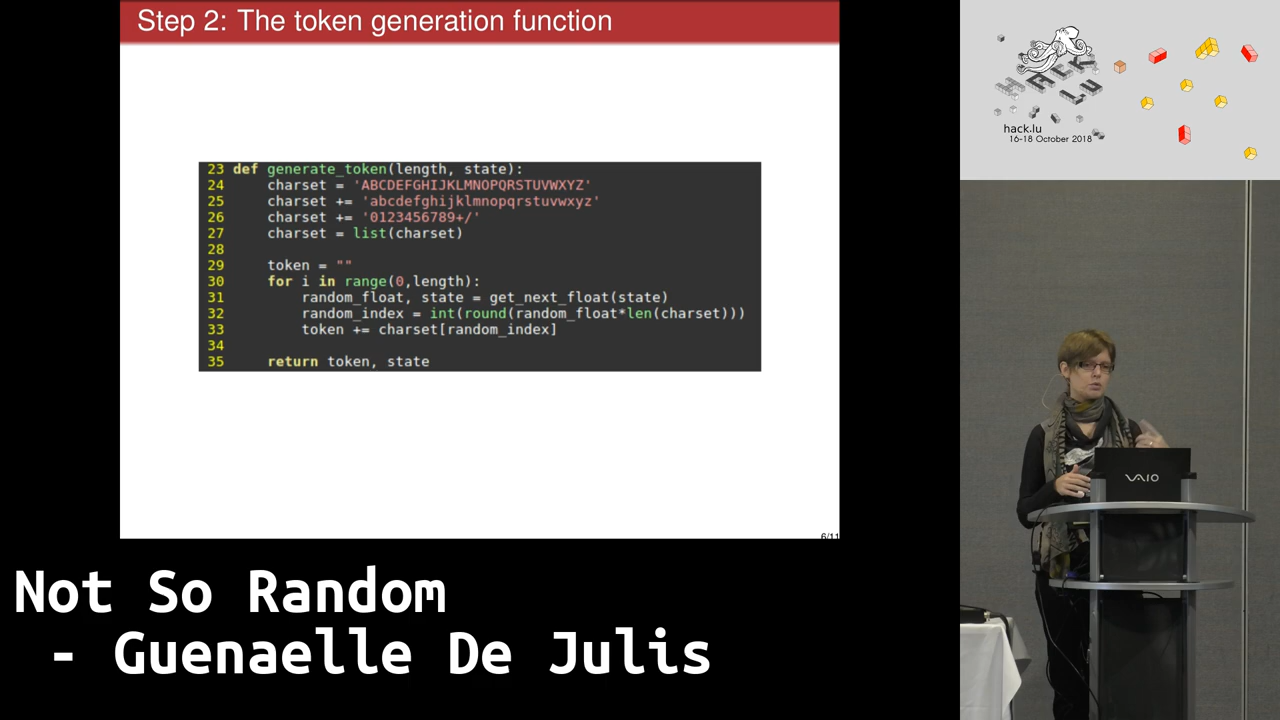 Step 2: The token generation function
23 def generate_token(length, state):
24     charset = 'ABCDEFGHIJKLMNOPQRSTUVWXYZ'
25     charset += 'abcdefghijklmnopqrstuvwxyz'
26     charset += '0123456789+/'
27     charset = list(charset)
28
29     token = ""
30     for i in range(0,length):
31         random_float, state = get_next_float(state)
32         random_index = int(round(random_float*len(charset)))
33         token += charset[random_index]
34
35     return token, state
6/11
Not So Random
- Guenaelle De Julis
HACK
LU
hack.lu
16-18 October 2018
VAIO